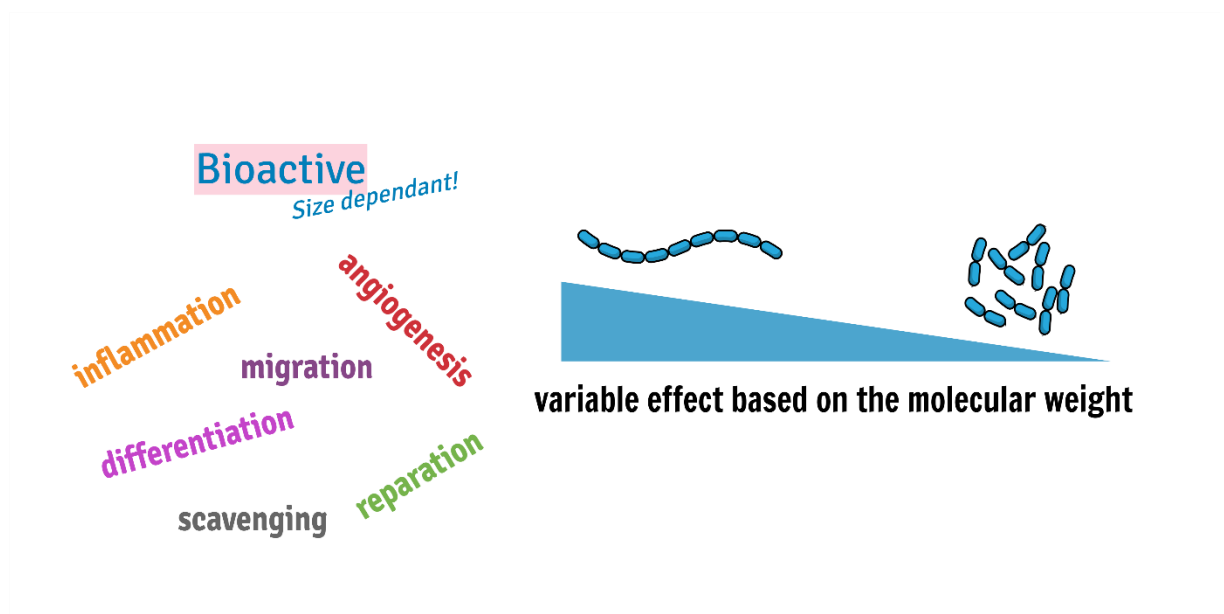 Bioactive
Size dependant!
inflammation
angiogenesis
migration
differentiation
scavenging
reparation
variable effect based on the molecular weight